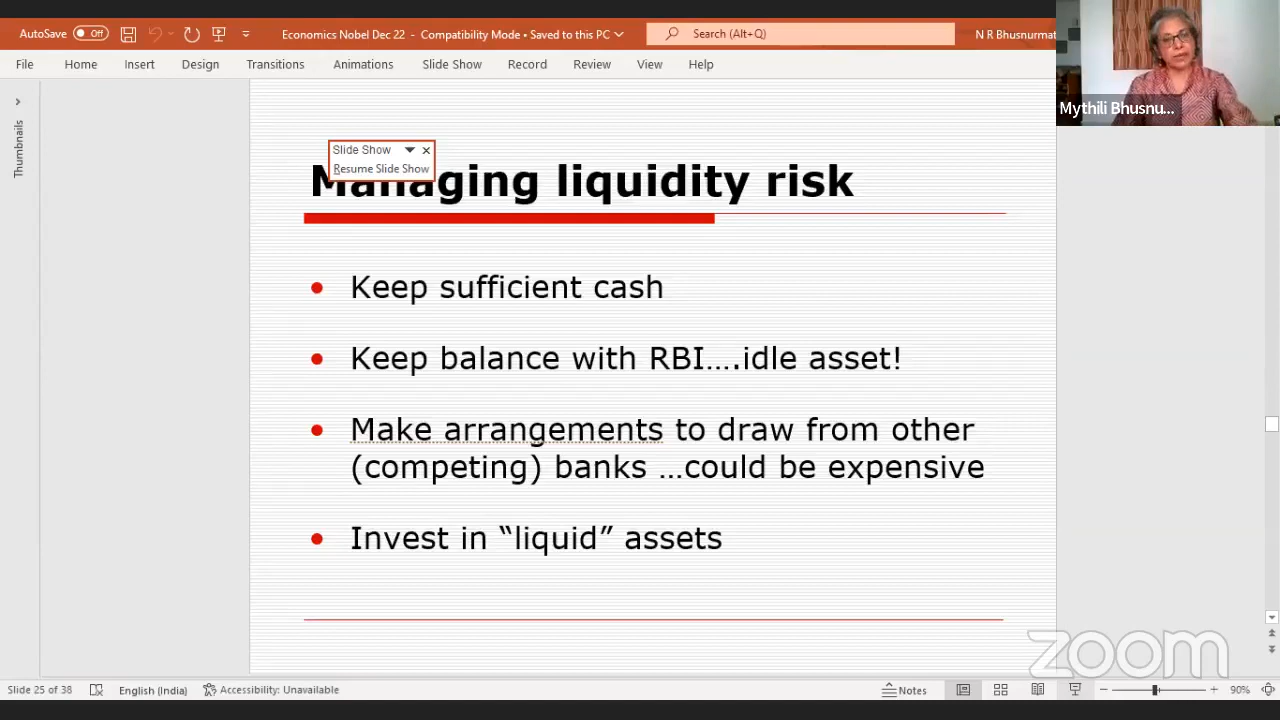 AutoSave Off Economics Nobel Dec 22 - Compatibility Mode • Saved to this PC Search (Alt+Q) N R Bhusnurmat
File Home Insert Design Transitions Animations Slide Show Record Review View Help
Mythili Bhusnu...
Thumbnails
Slide Show
Resume Slide Show
Managing liquidity risk
• Keep sufficient cash
• Keep balance with RBI….idle asset!
• Make arrangements to draw from other
(competing) banks …could be expensive
• Invest in “liquid” assets
zoom
Slide 25 of 38 English (India) Accessibility: Unavailable Notes 90%